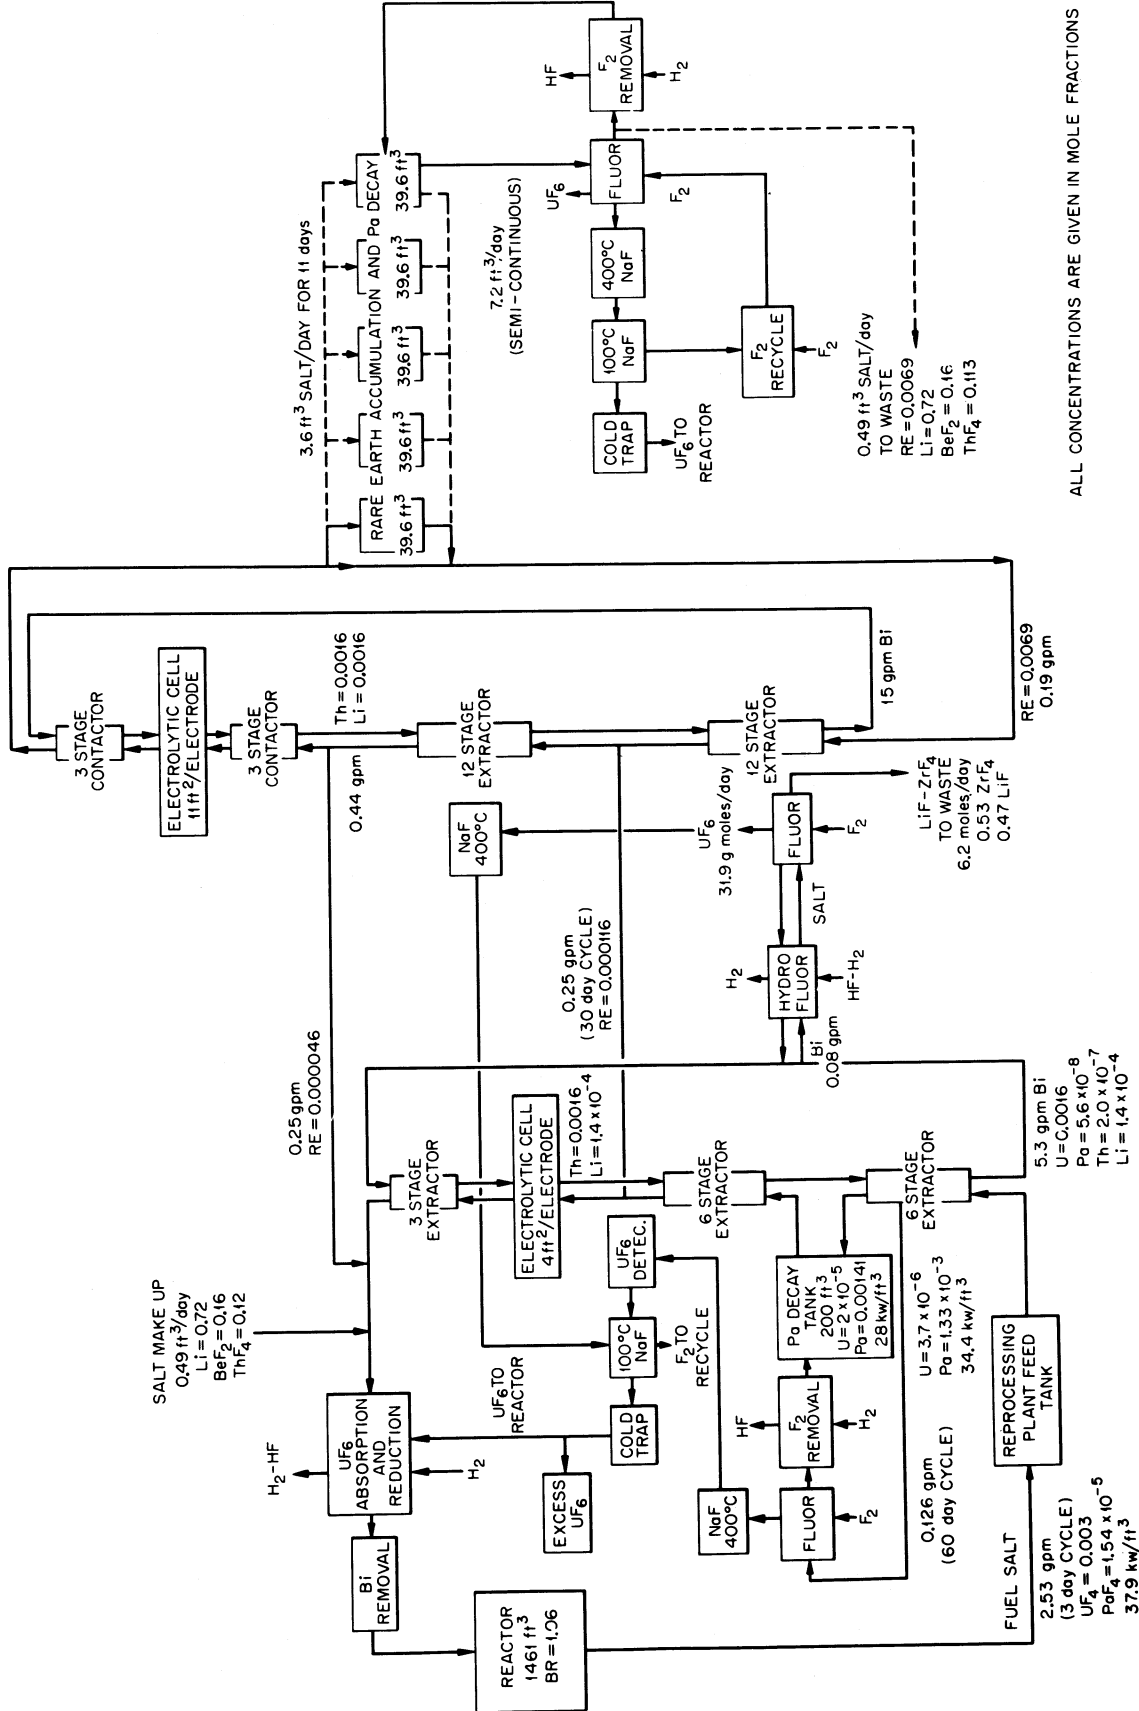 H2-HF
SALT MAKE UP
0.49 ft3/day
Li=0.72
BeF2=0.16
ThF4=0.12
Bi
REMOVAL
UF6
ABSORPTION
AND
REDUCTION
H2
REACTOR
1461 ft3
BR=1.06
EXCESS
UF6
UF6 TO
REACTOR
COLD
TRAP
100°C
NaF
UF6
DETEC.
F2 TO
RECYCLE
NaF
400°C
FLUOR
F2
F2
REMOVAL
HF
H2
Pa DECAY
TANK
200 ft3
U=2 x 10-5
Pa=0.00141
28 kw/ft3
0.126 gpm
(60 day CYCLE)
U=3.7 x 10-6
Pa=1.33 x 10-3
34.4 kw/ft3
REPROCESSING
PLANT FEED
TANK
FUEL SALT
2.53 gpm
(3 day CYCLE)
UF4=0.003
PaF4=1.54 x 10-5
37.9 kw/ft3
3 STAGE
EXTRACTOR
ELECTROLYTIC CELL
4 ft2/ELECTRODE
Th=0.0016
Li=1.4 x 10-4
6 STAGE
EXTRACTOR
6 STAGE
EXTRACTOR
5.3 gpm Bi
U=0.0016
Pa=5.6 x 10-8
Th=2.0 x 10-7
Li=1.4 x 10-4
0.25 gpm
RE=0.000046
0.25 gpm
(30 day CYCLE)
RE=0.000116
Bi
0.08 gpm
H2
HYDRO
FLUOR
HF-H2
SALT
NaF
400°C
UF6
31.9 g moles/day
FLUOR
F2
LiF-ZrF4
TO WASTE
6.2 moles/day
0.53 ZrF4
0.47 LiF
3 STAGE
CONTACTOR
ELECTROLYTIC CELL
11 ft2/ELECTRODE
3 STAGE
CONTACTOR
0.44 gpm
Th=0.0016
Li=0.0016
12 STAGE
EXTRACTOR
12 STAGE
EXTRACTOR
15 gpm Bi
RE=0.0069
0.19 gpm
3.6 ft3 SALT/DAY FOR 11 days
RARE EARTH ACCUMULATION AND Pa DECAY
39.6 ft3
39.6 ft3
39.6 ft3
39.6 ft3
39.6 ft3
7.2 ft3/day
(SEMI-CONTINUOUS)
COLD
TRAP
UF6 TO
REACTOR
100°C
NaF
400°C
NaF
UF6
FLUOR
F2
F2
RECYCLE
F2
HF
F2
REMOVAL
H2
0.49 ft3 SALT/day
TO WASTE
RE=0.0069
Li=0.72
BeF2=0.16
ThF4=0.113
ALL CONCENTRATIONS ARE GIVEN IN MOLE FRACTIONS